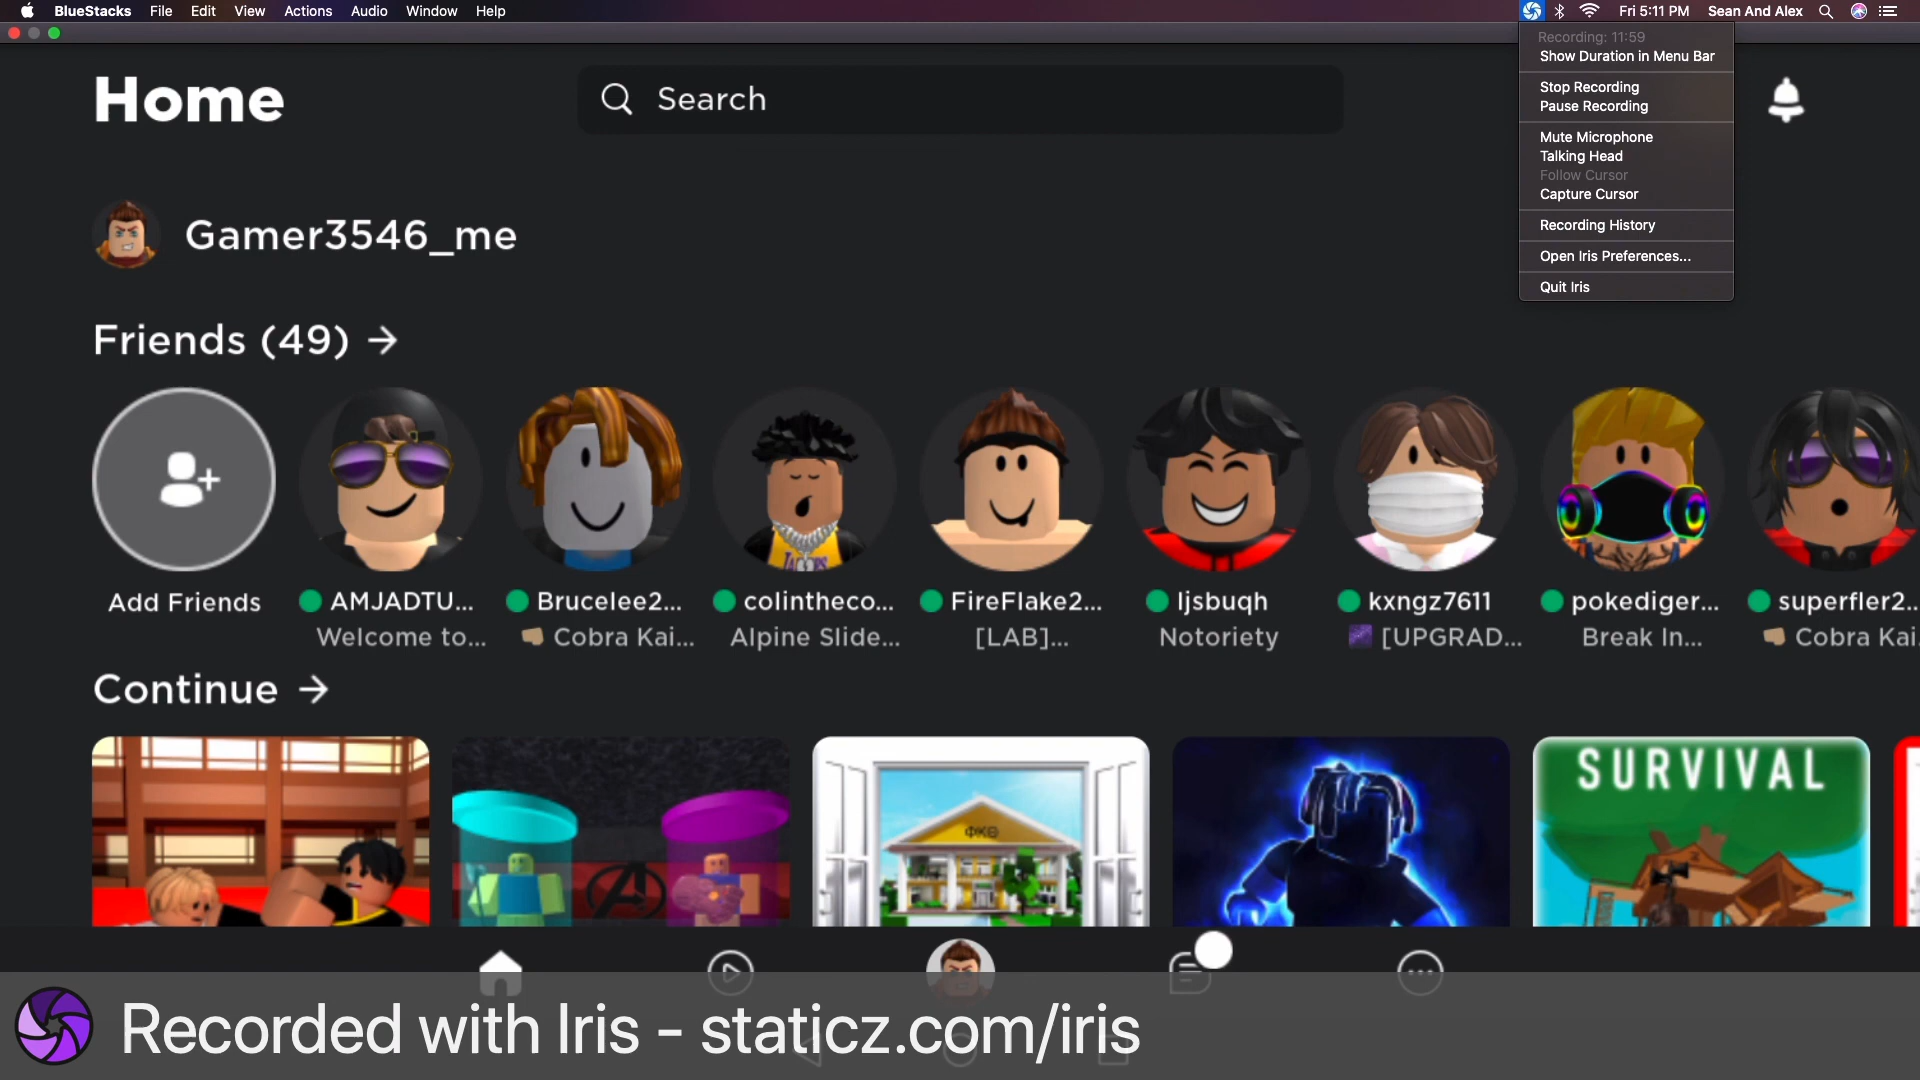 BlueStacks File Edit View Actions Audio Window Help Fri 5:11 PM Sean And Alex
Recording: 11:59
Show Duration in Menu Bar
Stop Recording
Pause Recording
Mute Microphone
Talking Head
Follow Cursor
Capture Cursor
Recording History
Open Iris Preferences...
Quit Iris
Home
Search
Gamer3546_me
Friends (49) →
Add Friends
AMJADTU...
Welcome to...
Brucelee2...
Cobra Kai...
colintheco...
Alpine Slide...
FireFlake2...
[LAB]...
ljsbuqh
Notoriety
kxngz7611
[UPGRAD...
pokediger...
Break In...
superfler2...
Cobra Kai.
Continue →
ΦΚΘ
SURVIVAL
Recorded with Iris - staticz.com/iris